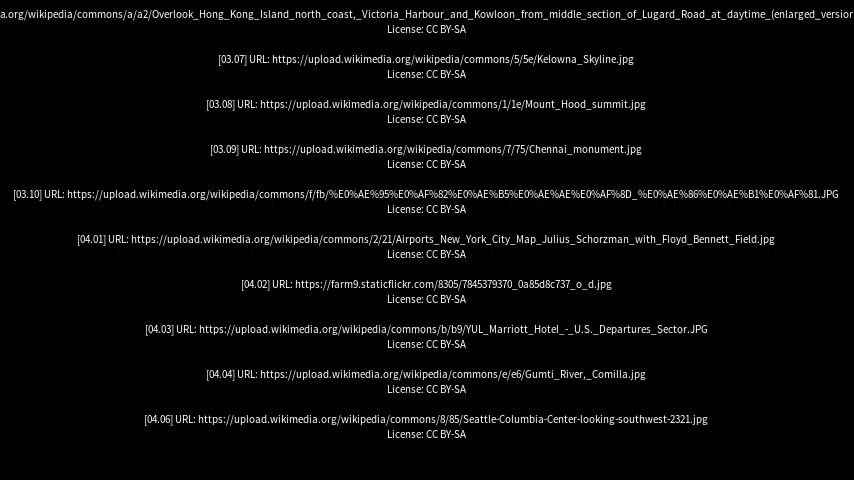 a.org/wikipedia/commons/a/a2/Overlook_Hong_Kong_Island_north_coast,_Victoria_Harbour_and_Kowloon_from_middle_section_of_Lugard_Road_at_daytime_(enlarged_version
License: CC BY-SA
[03.07] URL: https://upload.wikimedia.org/wikipedia/commons/5/5e/Kelowna_Skyline.jpg
License: CC BY-SA
[03.08] URL: https://upload.wikimedia.org/wikipedia/commons/1/1e/Mount_Hood_summit.jpg
License: CC BY-SA
[03.09] URL: https://upload.wikimedia.org/wikipedia/commons/7/75/Chennai_monument.jpg
License: CC BY-SA
[03.10] URL: https://upload.wikimedia.org/wikipedia/commons/f/fb/%E0%AE%95%E0%AF%82%E0%AE%B5%E0%AE%AE%E0%AF%8D_%E0%AE%86%E0%AE%B1%E0%AF%81.JPG
License: CC BY-SA
[04.01] URL: https://upload.wikimedia.org/wikipedia/commons/2/21/Airports_New_York_City_Map_Julius_Schorzman_with_Floyd_Bennett_Field.jpg
License: CC BY-SA
[04.02] URL: https://farm9.staticflickr.com/8305/7845379370_0a85d8c737_o_d.jpg
License: CC BY-SA
[04.03] URL: https://upload.wikimedia.org/wikipedia/commons/b/b9/YUL_Marriott_Hotel_-_U.S._Departures_Sector.JPG
License: CC BY-SA
[04.04] URL: https://upload.wikimedia.org/wikipedia/commons/e/e6/Gumti_River,_Comilla.jpg
License: CC BY-SA
[04.06] URL: https://upload.wikimedia.org/wikipedia/commons/8/85/Seattle-Columbia-Center-looking-southwest-2321.jpg
License: CC BY-SA